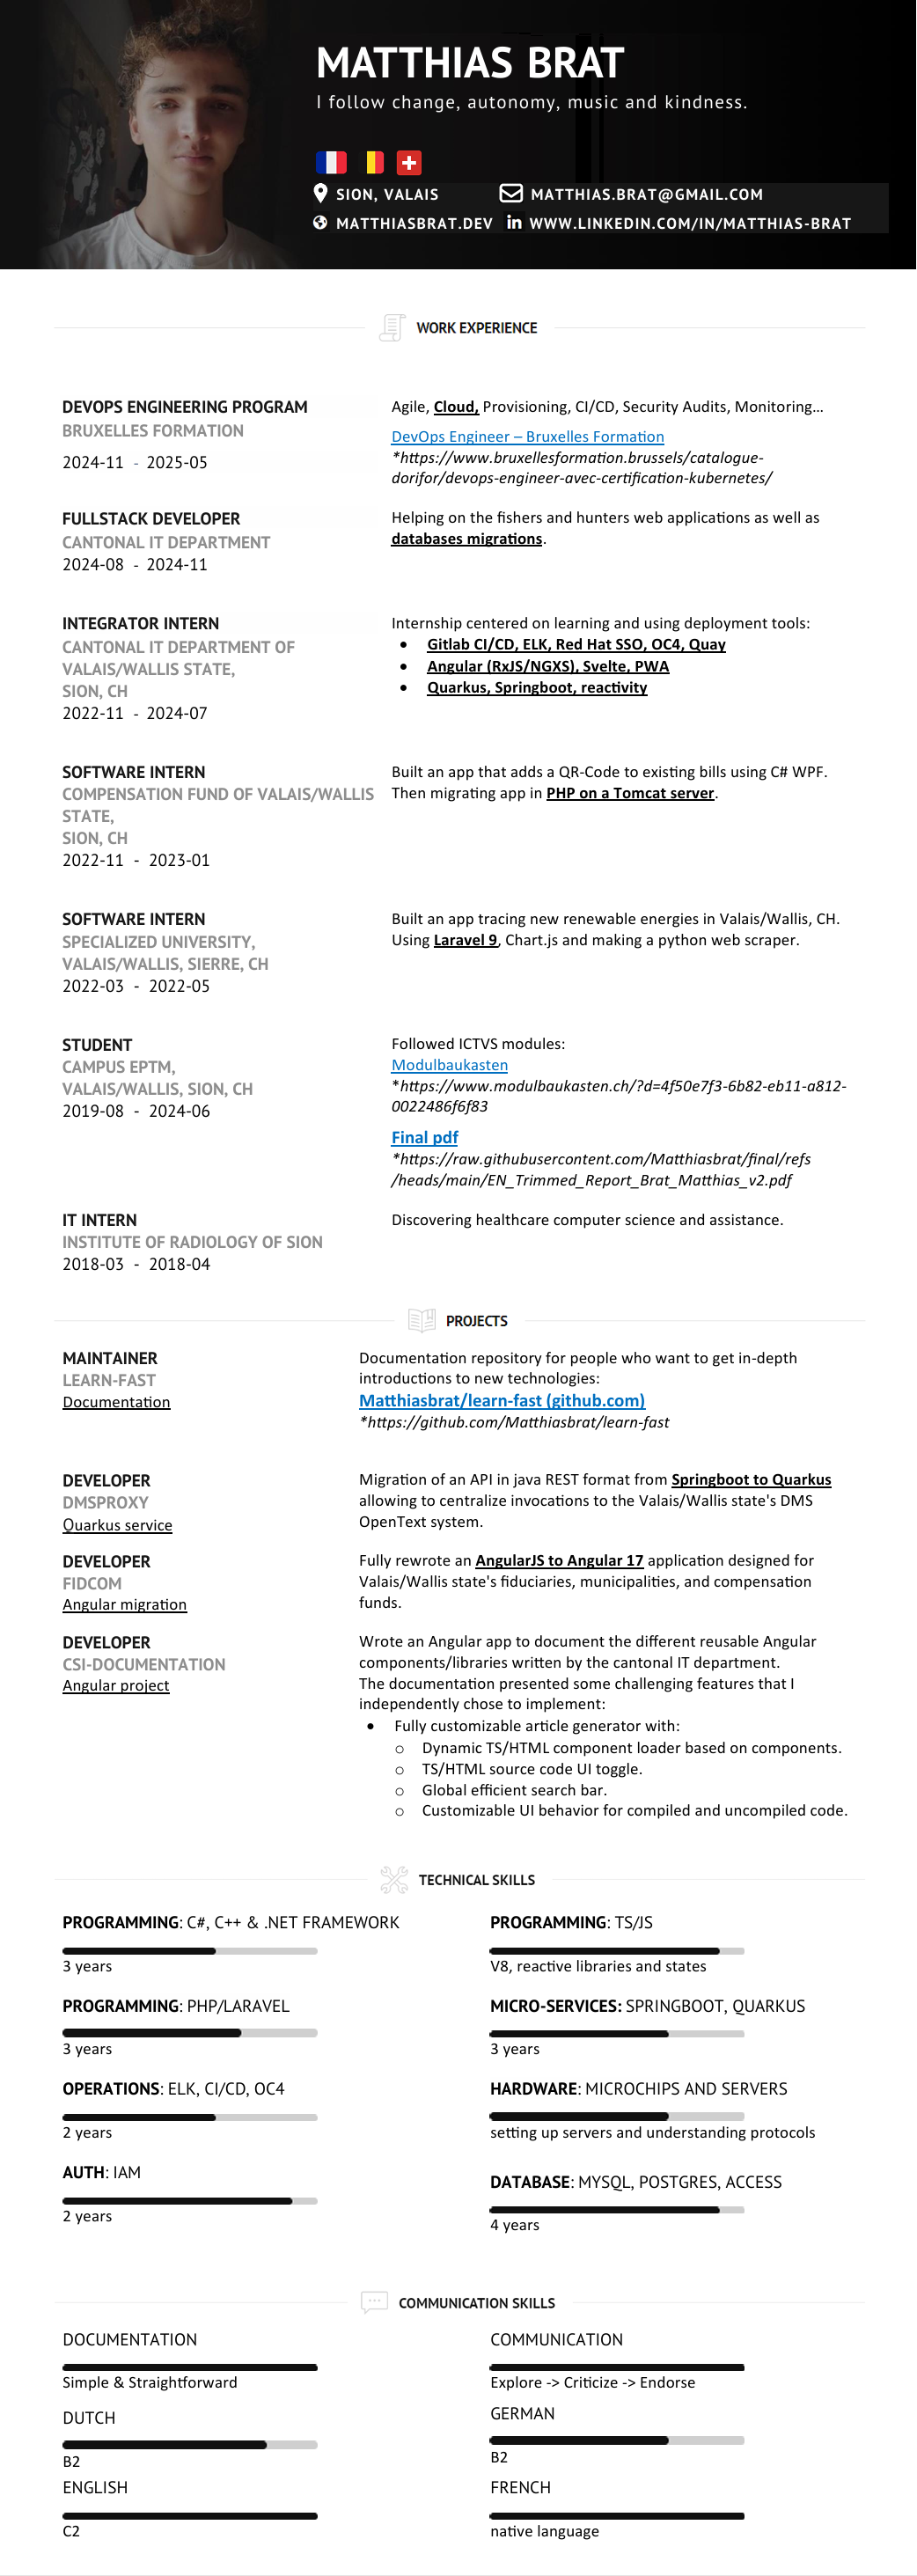 MATTHIAS BRAT
I follow change, autonomy, music and kindness.
SION, VALAIS
MATTHIAS.BRAT@GMAIL.COM
MATTHIASBRAT.DEV
in WWW.LINKEDIN.COM/IN/MATTHIAS-BRAT
WORK EXPERIENCE
DEVOPS ENGINEERING PROGRAM
BRUXELLES FORMATION
2024-11 - 2025-05
Agile, Cloud, Provisioning, CI/CD, Security Audits, Monitoring...
DevOps Engineer – Bruxelles Formation
*https://www.bruxellesformation.brussels/catalogue-
dorifor/devops-engineer-avec-certification-kubernetes/
FULLSTACK DEVELOPER
CANTONAL IT DEPARTMENT
2024-08 - 2024-11
Helping on the fishers and hunters web applications as well as
databases migrations.
INTEGRATOR INTERN
CANTONAL IT DEPARTMENT OF
VALAIS/WALLIS STATE,
SION, CH
2022-11 - 2024-07
Internship centered on learning and using deployment tools:
• Gitlab CI/CD, ELK, Red Hat SSO, OC4, Quay
• Angular (RxJS/NGXS), Svelte, PWA
• Quarkus, Springboot, reactivity
SOFTWARE INTERN
COMPENSATION FUND OF VALAIS/WALLIS
STATE,
SION, CH
2022-11 - 2023-01
Built an app that adds a QR-Code to existing bills using C# WPF.
Then migrating app in PHP on a Tomcat server.
SOFTWARE INTERN
SPECIALIZED UNIVERSITY,
VALAIS/WALLIS, SIERRE, CH
2022-03 - 2022-05
Built an app tracing new renewable energies in Valais/Wallis, CH.
Using Laravel 9, Chart.js and making a python web scraper.
STUDENT
CAMPUS EPTM,
VALAIS/WALLIS, SION, CH
2019-08 - 2024-06
Followed ICTVS modules:
Modulbaukasten
*https://www.modulbaukasten.ch/?d=4f50e7f3-6b82-eb11-a812-
0022486f6f83
Final pdf
*https://raw.githubusercontent.com/Matthiasbrat/final/refs
/heads/main/EN_Trimmed_Report_Brat_Matthias_v2.pdf
IT INTERN
INSTITUTE OF RADIOLOGY OF SION
2018-03 - 2018-04
Discovering healthcare computer science and assistance.
PROJECTS
MAINTAINER
LEARN-FAST
Documentation
Documentation repository for people who want to get in-depth
introductions to new technologies:
Matthiasbrat/learn-fast (github.com)
*https://github.com/Matthiasbrat/learn-fast
DEVELOPER
DMSPROXY
Quarkus service
Migration of an API in java REST format from Springboot to Quarkus
allowing to centralize invocations to the Valais/Wallis state's DMS
OpenText system.
DEVELOPER
FIDCOM
Angular migration
Fully rewrote an AngularJS to Angular 17 application designed for
Valais/Wallis state's fiduciaries, municipalities, and compensation
funds.
DEVELOPER
CSI-DOCUMENTATION
Angular project
Wrote an Angular app to document the different reusable Angular
components/libraries written by the cantonal IT department.
The documentation presented some challenging features that I
independently chose to implement:
• Fully customizable article generator with:
o Dynamic TS/HTML component loader based on components.
o TS/HTML source code UI toggle.
o Global efficient search bar.
o Customizable UI behavior for compiled and uncompiled code.
TECHNICAL SKILLS
PROGRAMMING: C#, C++ & .NET FRAMEWORK
3 years
PROGRAMMING: TS/JS
V8, reactive libraries and states
PROGRAMMING: PHP/LARAVEL
3 years
MICRO-SERVICES: SPRINGBOOT, QUARKUS
3 years
OPERATIONS: ELK, CI/CD, OC4
2 years
HARDWARE: MICROCHIPS AND SERVERS
setting up servers and understanding protocols
AUTH: IAM
2 years
DATABASE: MYSQL, POSTGRES, ACCESS
4 years
COMMUNICATION SKILLS
DOCUMENTATION
Simple & Straightforward
COMMUNICATION
Explore -> Criticize -> Endorse
DUTCH
B2
GERMAN
B2
ENGLISH
C2
FRENCH
native language